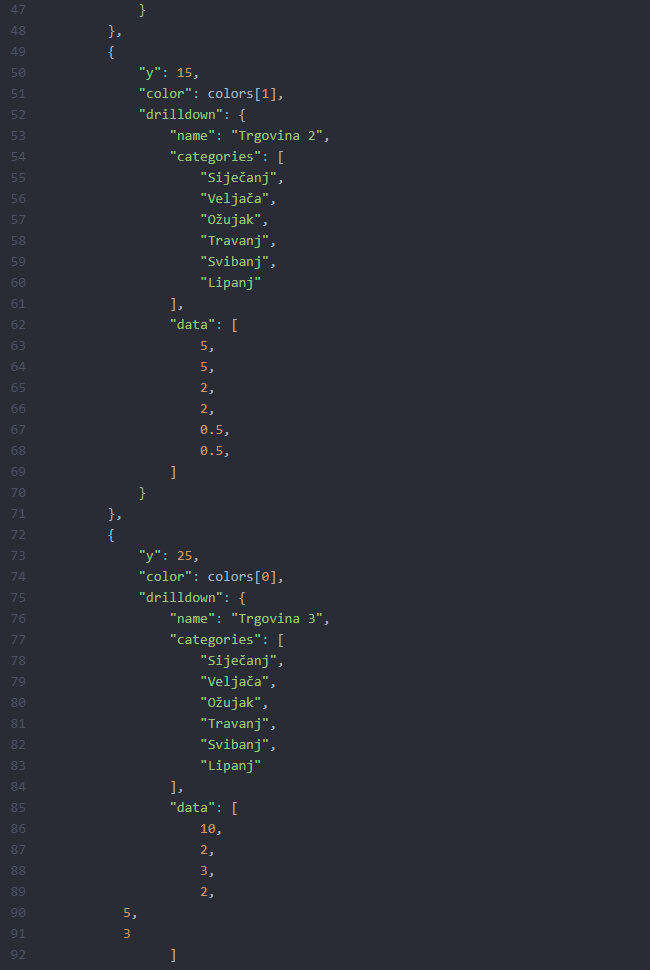 47 }
48 },
49 {
50 "y": 15,
51 "color": colors[1],
52 "drilldown": {
53 "name": "Trgovina 2",
54 "categories": [
55 "Siječanj",
56 "Veljača",
57 "Ožujak",
58 "Travanj",
59 "Svibanj",
60 "Lipanj"
61 ],
62 "data": [
63 5,
64 5,
65 2,
66 2,
67 0.5,
68 0.5,
69 ]
70 }
71 },
72 {
73 "y": 25,
74 "color": colors[0],
75 "drilldown": {
76 "name": "Trgovina 3",
77 "categories": [
78 "Siječanj",
79 "Veljača",
80 "Ožujak",
81 "Travanj",
82 "Svibanj",
83 "Lipanj"
84 ],
85 "data": [
86 10,
87 2,
88 3,
89 2,
90 5,
91 3
92 ]